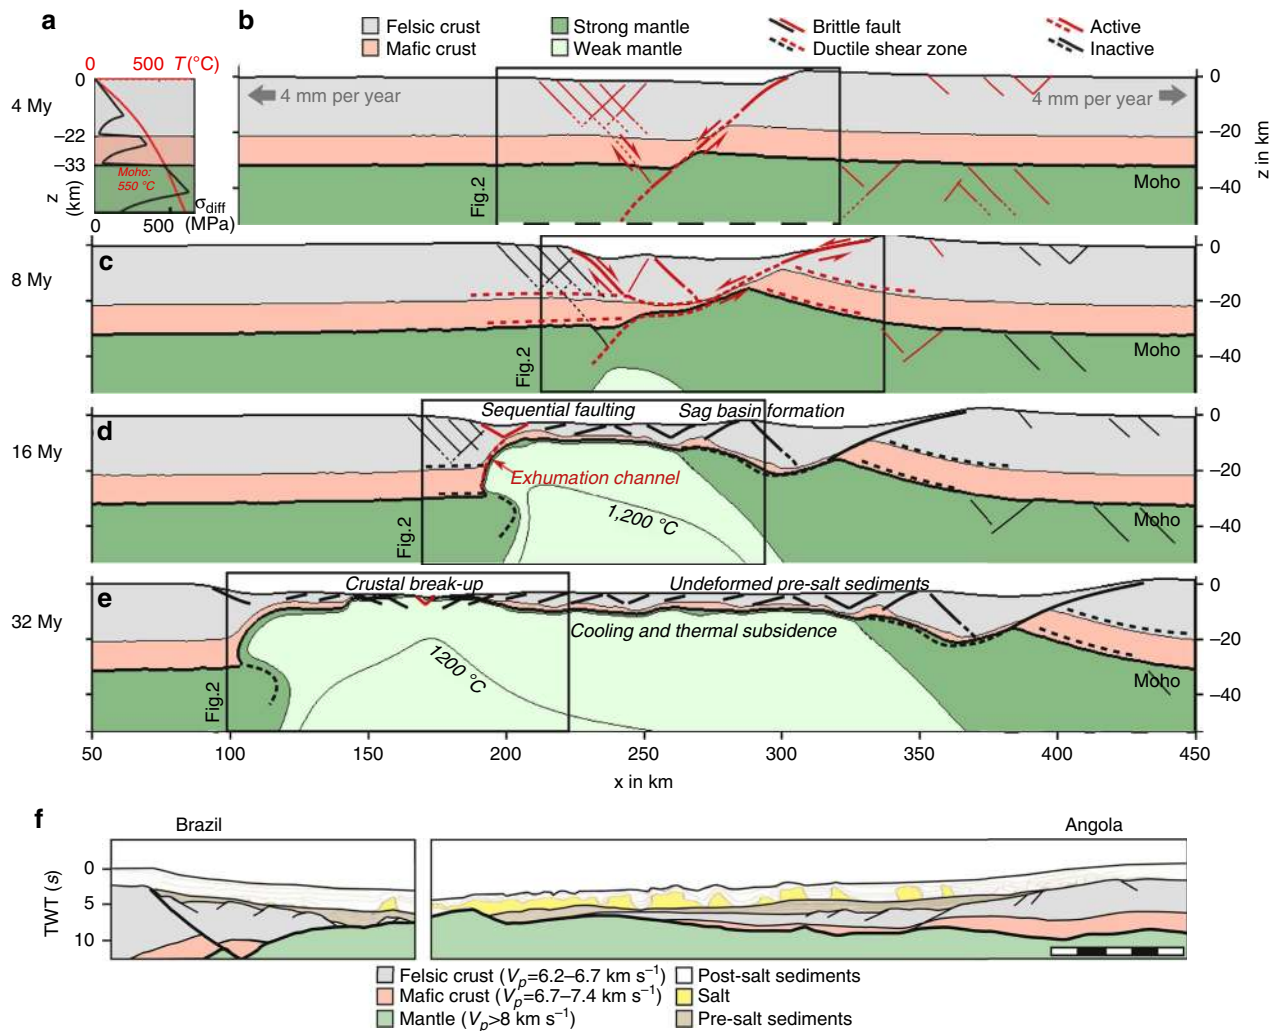 a
b
Felsic crust
Mafic crust
Strong mantle
Weak mantle
Brittle fault
Ductile shear zone
Active
Inactive
0 500 T (°C)
4 My
0
–22
–33
z (km)
Moho: 550 °C
σdiff (MPa)
0 500
4 mm per year
4 mm per year
Fig.2
Moho
0
–20
–40
z in km
c
8 My
Fig.2
Moho
0
–20
–40
d
16 My
Sequential faulting
Sag basin formation
Exhumation channel
1,200 °C
Fig.2
Moho
0
–20
–40
e
32 My
Crustal break-up
Undeformed pre-salt sediments
Cooling and thermal subsidence
1200 °C
Fig.2
Moho
0
–20
–40
50 100 150 200 250 300 350 400 450
x in km
f
Brazil
Angola
TWT (s)
0
5
10
Felsic crust (Vp=6.2–6.7 km s⁻¹)
Mafic crust (Vp=6.7–7.4 km s⁻¹)
Mantle (Vp>8 km s⁻¹)
Post-salt sediments
Salt
Pre-salt sediments